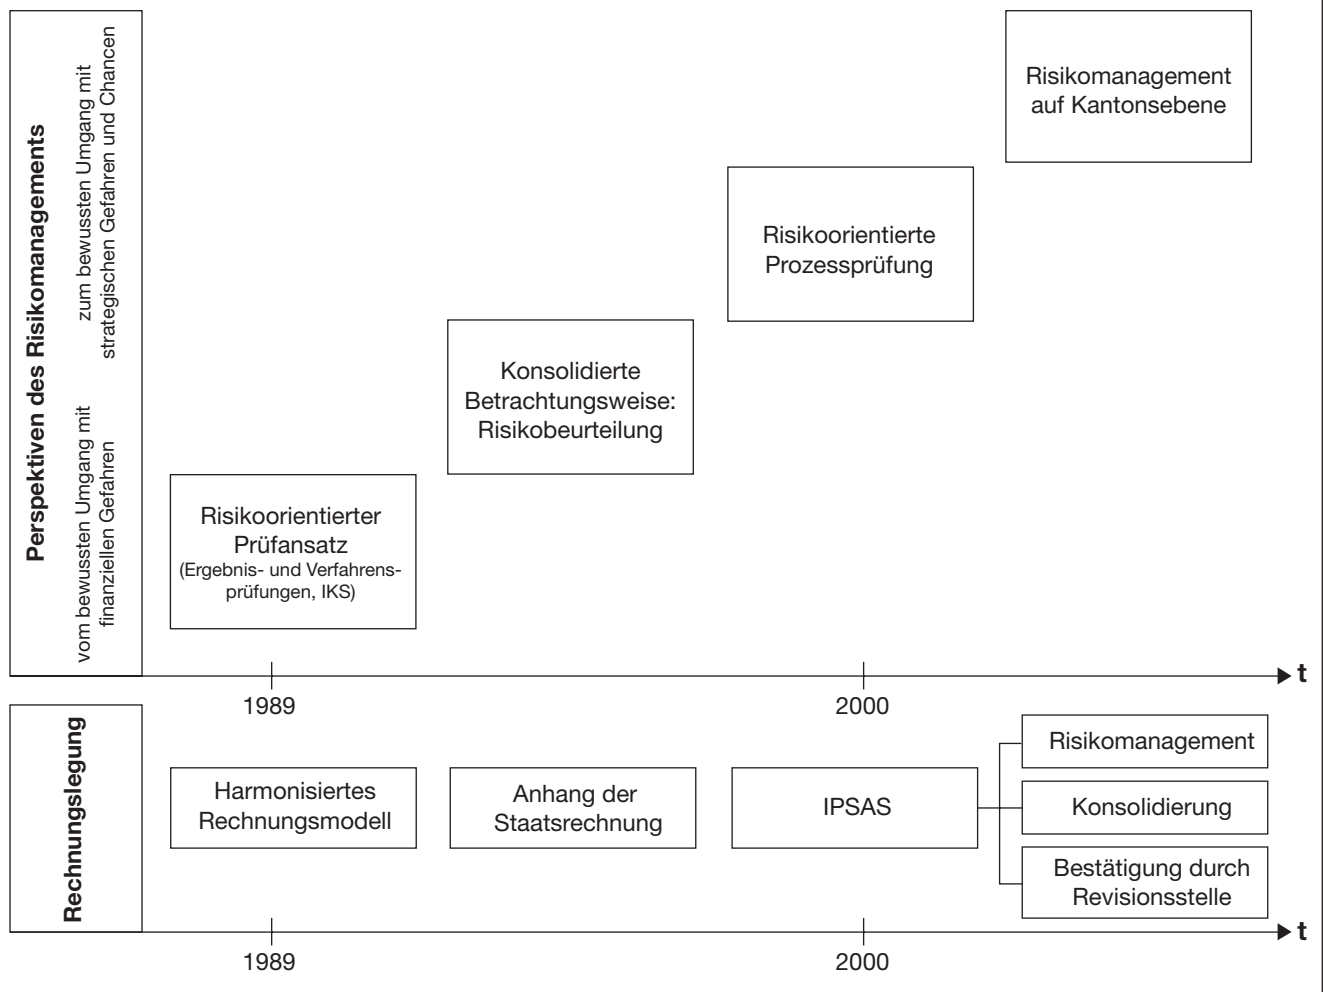 Perspektiven des Risikomanagements
vom bewussten Umgang mit
finanziellen Gefahren
zum bewussten Umgang mit
strategischen Gefahren und Chancen
Risikomanagement
auf Kantonsebene
Risikoorientierte
Prozessprüfung
Konsolidierte
Betrachtungsweise:
Risikobeurteilung
Risikoorientierter
Prüfansatz
(Ergebnis- und Verfahrens-
prüfungen, IKS)
t
1989
2000
Rechnungslegung
Harmonisiertes
Rechnungsmodell
Anhang der
Staatsrechnung
IPSAS
Risikomanagement
Konsolidierung
Bestätigung durch
Revisionsstelle
t
1989
2000